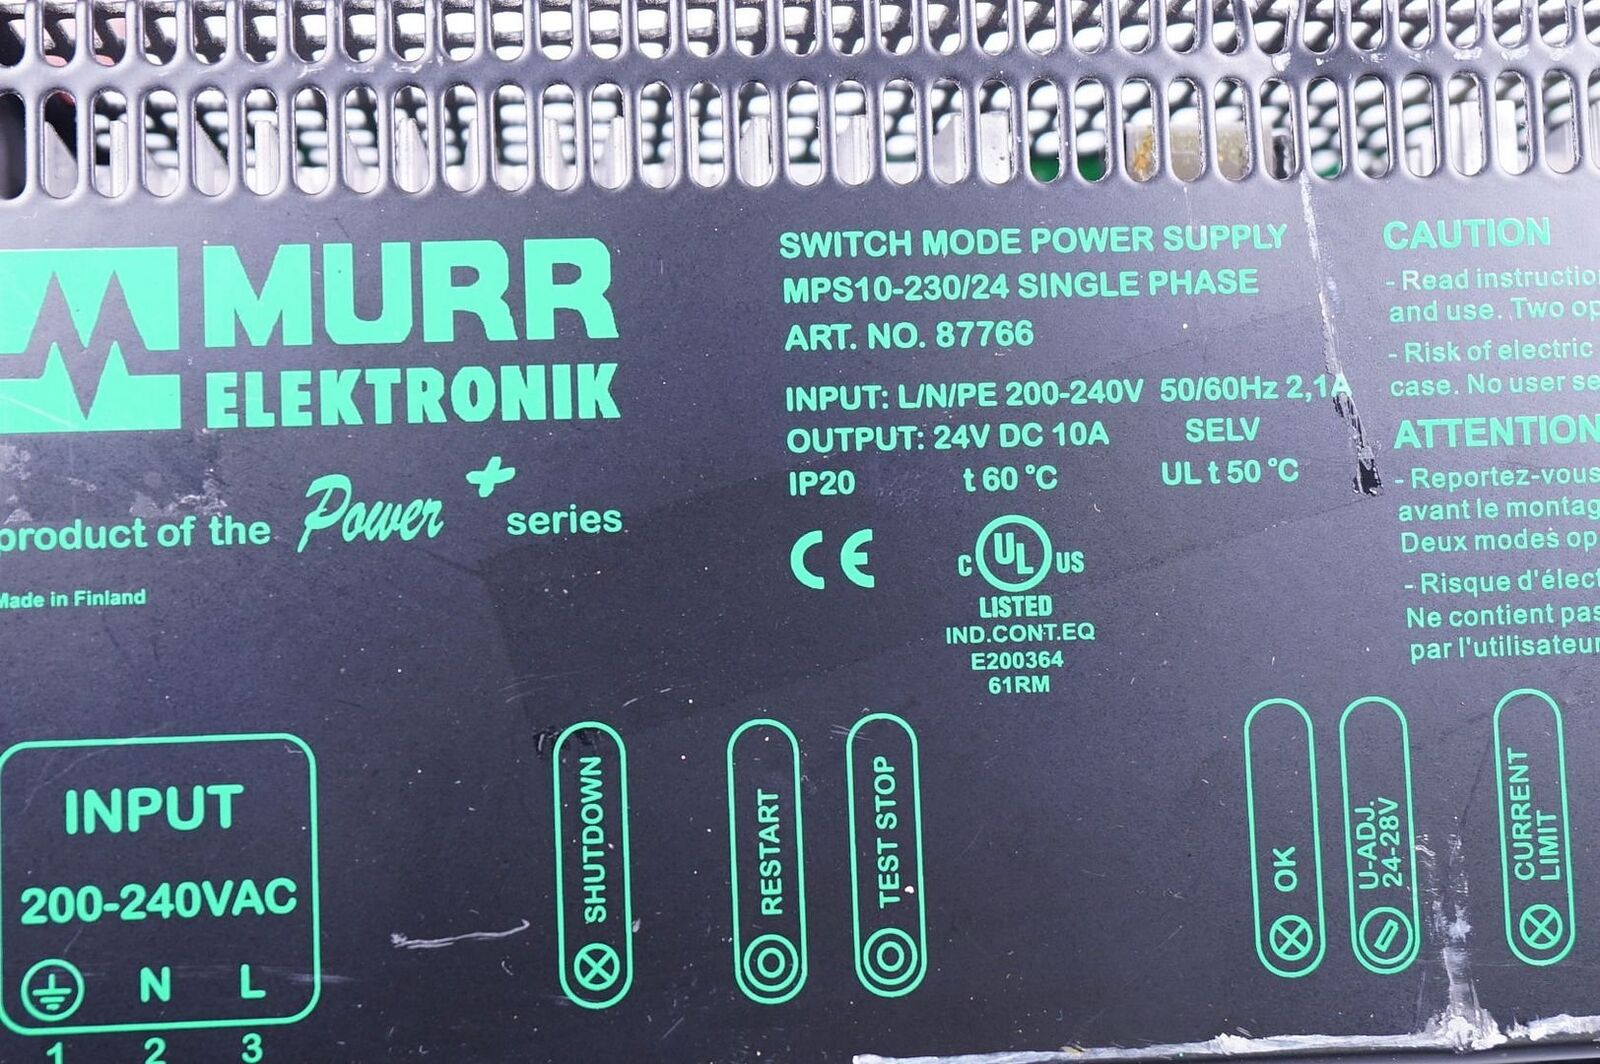 MURR
ELEKTRONIK
product of the Power+ series
Made in Finland
SWITCH MODE POWER SUPPLY
MPS10-230/24 SINGLE PHASE
ART. NO. 87766
INPUT: L/N/PE 200-240V 50/60Hz 2,1A
OUTPUT: 24V DC 10A SELV
IP20 t 60 °C UL t 50 °C
CE
C UL US
LISTED
IND.CONT.EQ
E200364
61RM
CAUTION
- Read instructio
and use. Two op
- Risk of electric
case. No user se
ATTENTION
- Reportez-vous
avant le montag
Deux modes op
- Risque d'élect
Ne contient pas
par l'utilisateur
INPUT
200-240VAC
N L
1 2 3
SHUTDOWN
RESTART
TEST STOP
OK
U-ADJ.
24-28V
CURRENT
LIMIT